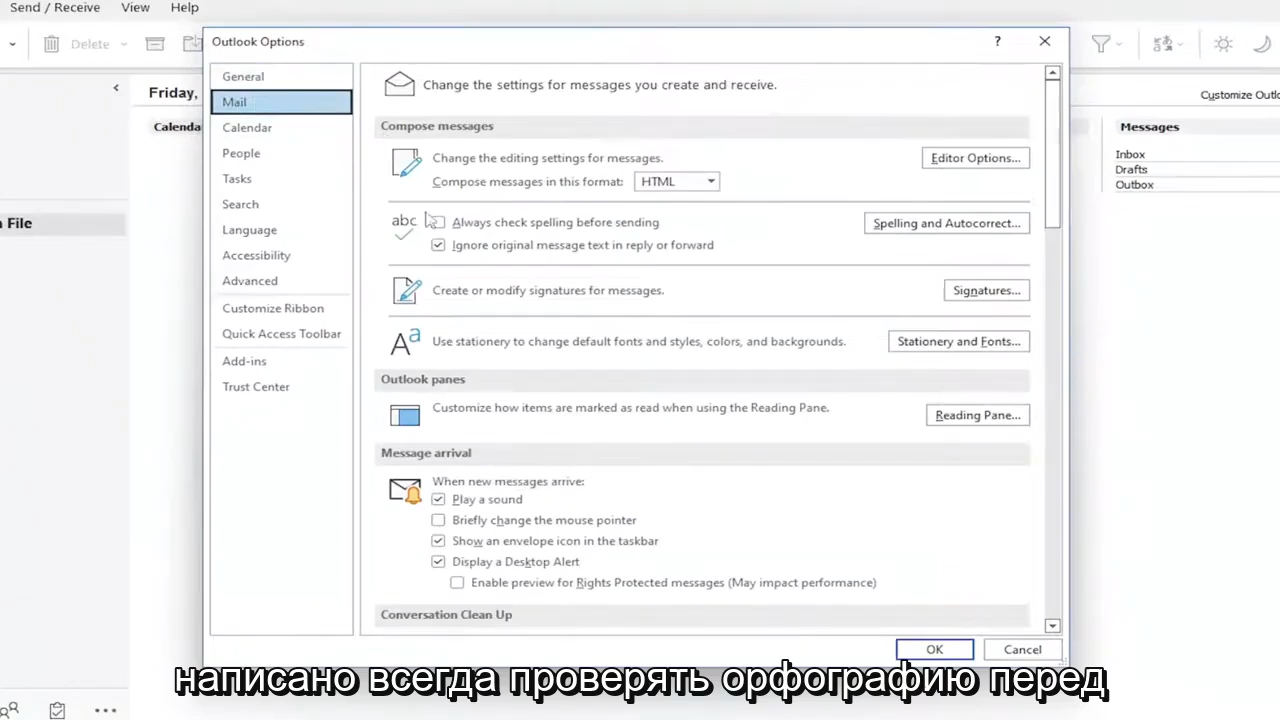 Send / Receive View Help
Delete
Outlook Options
?
General
Mail
Calendar
People
Tasks
Search
Language
Accessibility
Advanced
Customize Ribbon
Quick Access Toolbar
Add-ins
Trust Center
Change the settings for messages you create and receive.
Compose messages
Change the editing settings for messages.
Editor Options...
Compose messages in this format: HTML
abc
Always check spelling before sending
Spelling and Autocorrect...
Ignore original message text in reply or forward
Create or modify signatures for messages.
Signatures...
Aa
Use stationery to change default fonts and styles, colors, and backgrounds.
Stationery and Fonts...
Outlook panes
Customize how items are marked as read when using the Reading Pane.
Reading Pane...
Message arrival
When new messages arrive:
Play a sound
Briefly change the mouse pointer
Show an envelope icon in the taskbar
Display a Desktop Alert
Enable preview for Rights Protected messages (May impact performance)
Conversation Clean Up
OK
Cancel
Friday,
Calenda
File
Customize Outlo
Messages
Inbox
Drafts
Outbox
написано всегда проверять орфографию перед